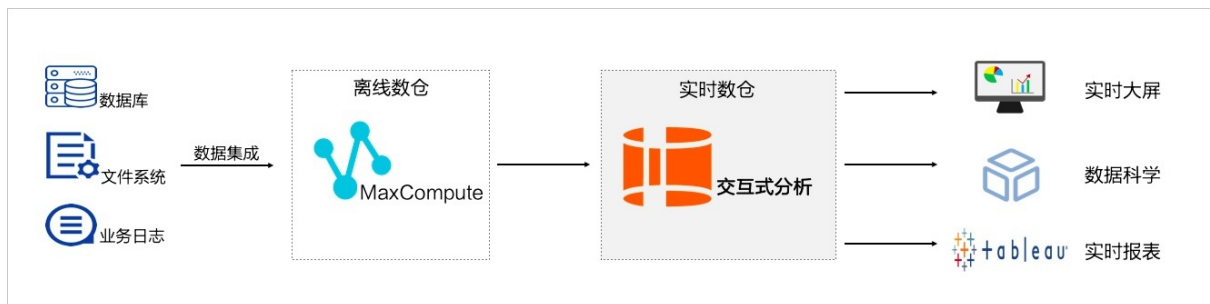 数据库
文件系统
业务日志
数据集成
离线数仓
MaxCompute
实时数仓
交互式分析
实时大屏
数据科学
tableau 实时报表